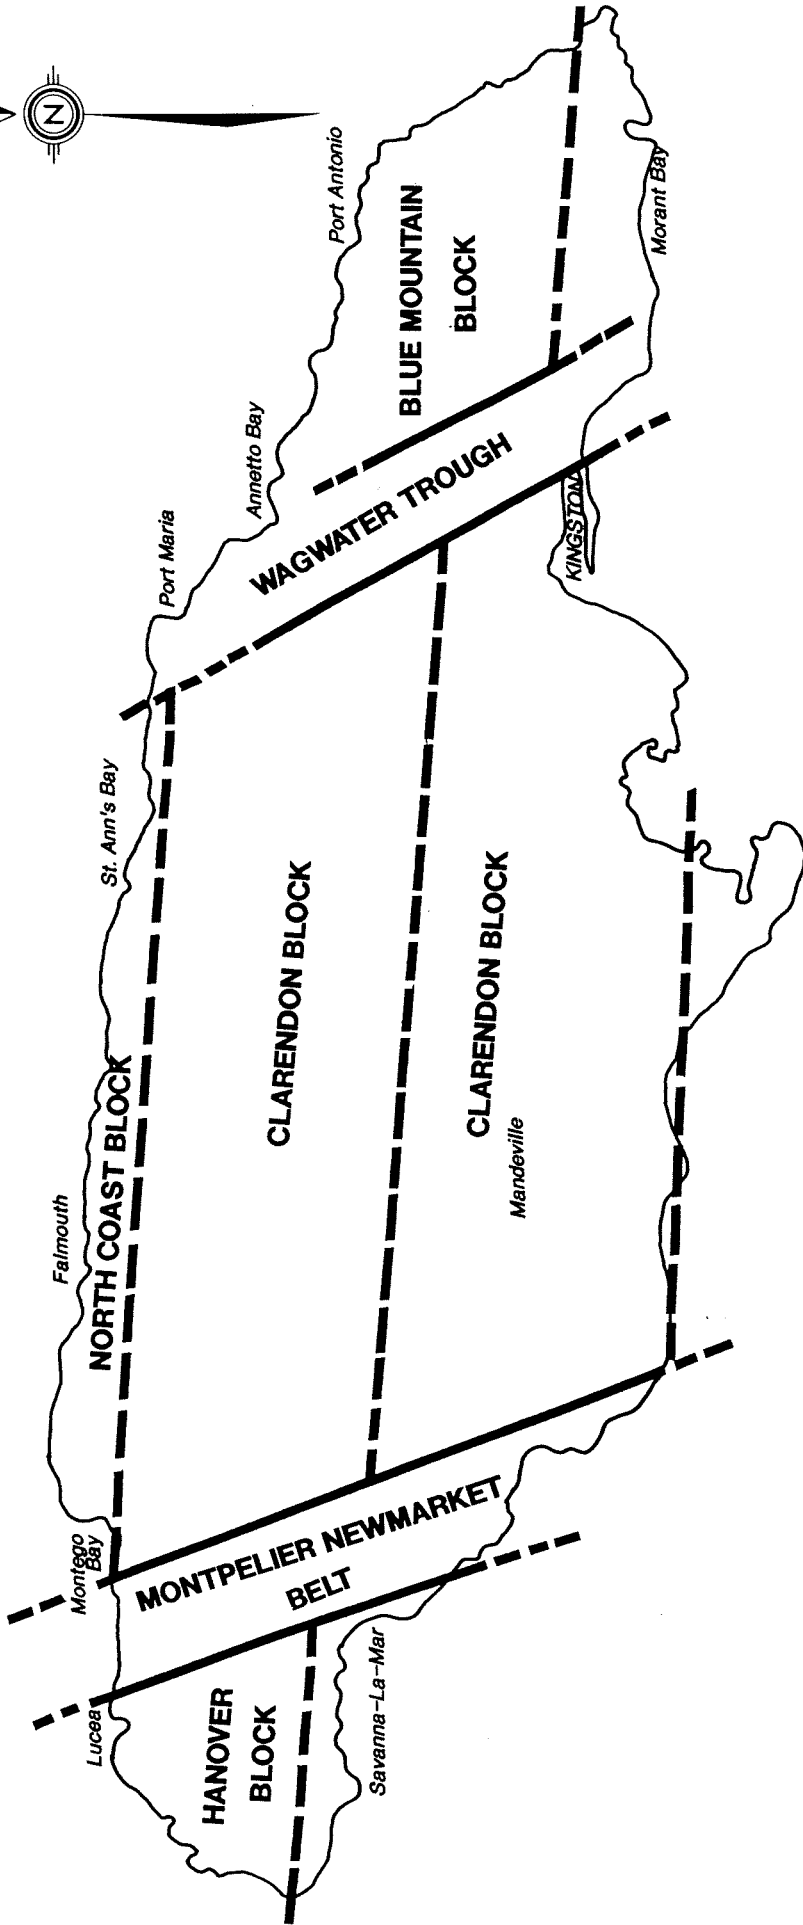 N
Lucea
Montego
Bay
Falmouth
St. Ann's Bay
Port Maria
Annetto Bay
Port Antonio
NORTH COAST BLOCK
HANOVER
BLOCK
MONTPELIER NEWMARKET
BELT
CLARENDON BLOCK
WAGWATER TROUGH
BLUE MOUNTAIN
BLOCK
Savanna-La-Mar
CLARENDON BLOCK
Mandeville
KINGSTON
Morant Bay